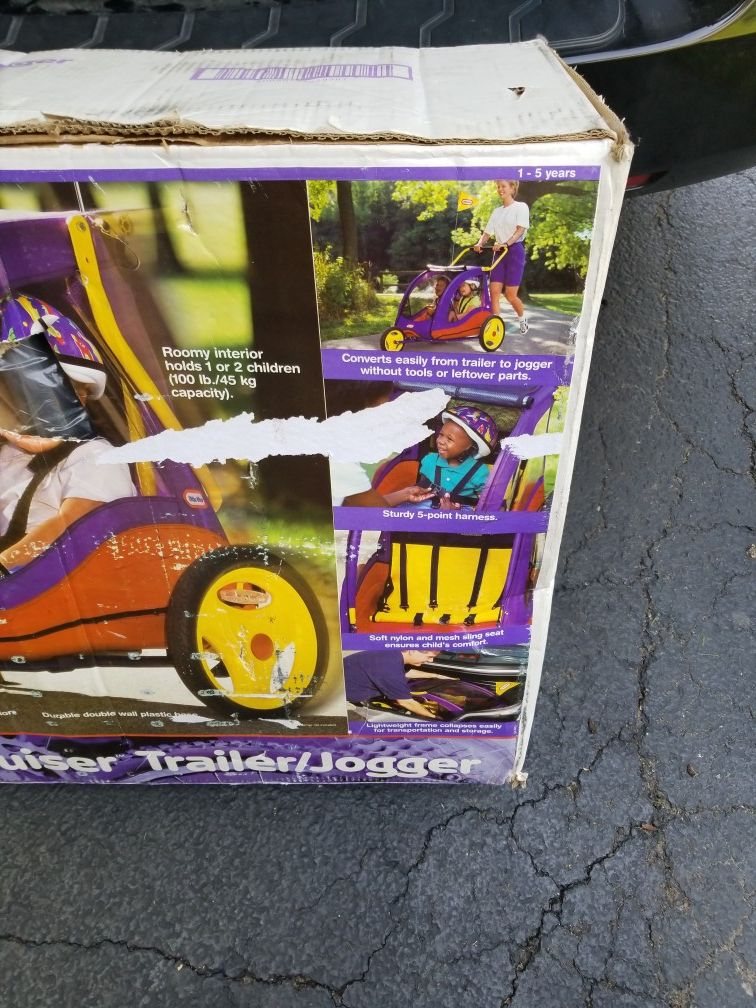 1 - 5 years
Roomy interior
holds 1 or 2 children
(100 lb./45 kg
capacity).
Converts easily from trailer to jogger
without tools or leftover parts.
Sturdy 5-point harness.
Soft nylon and mesh sling seat
ensures child's comfort.
Lightweight frame collapses easily
for transportation and storage.
Durable double wall plastic
uiser Trailer/Jogger